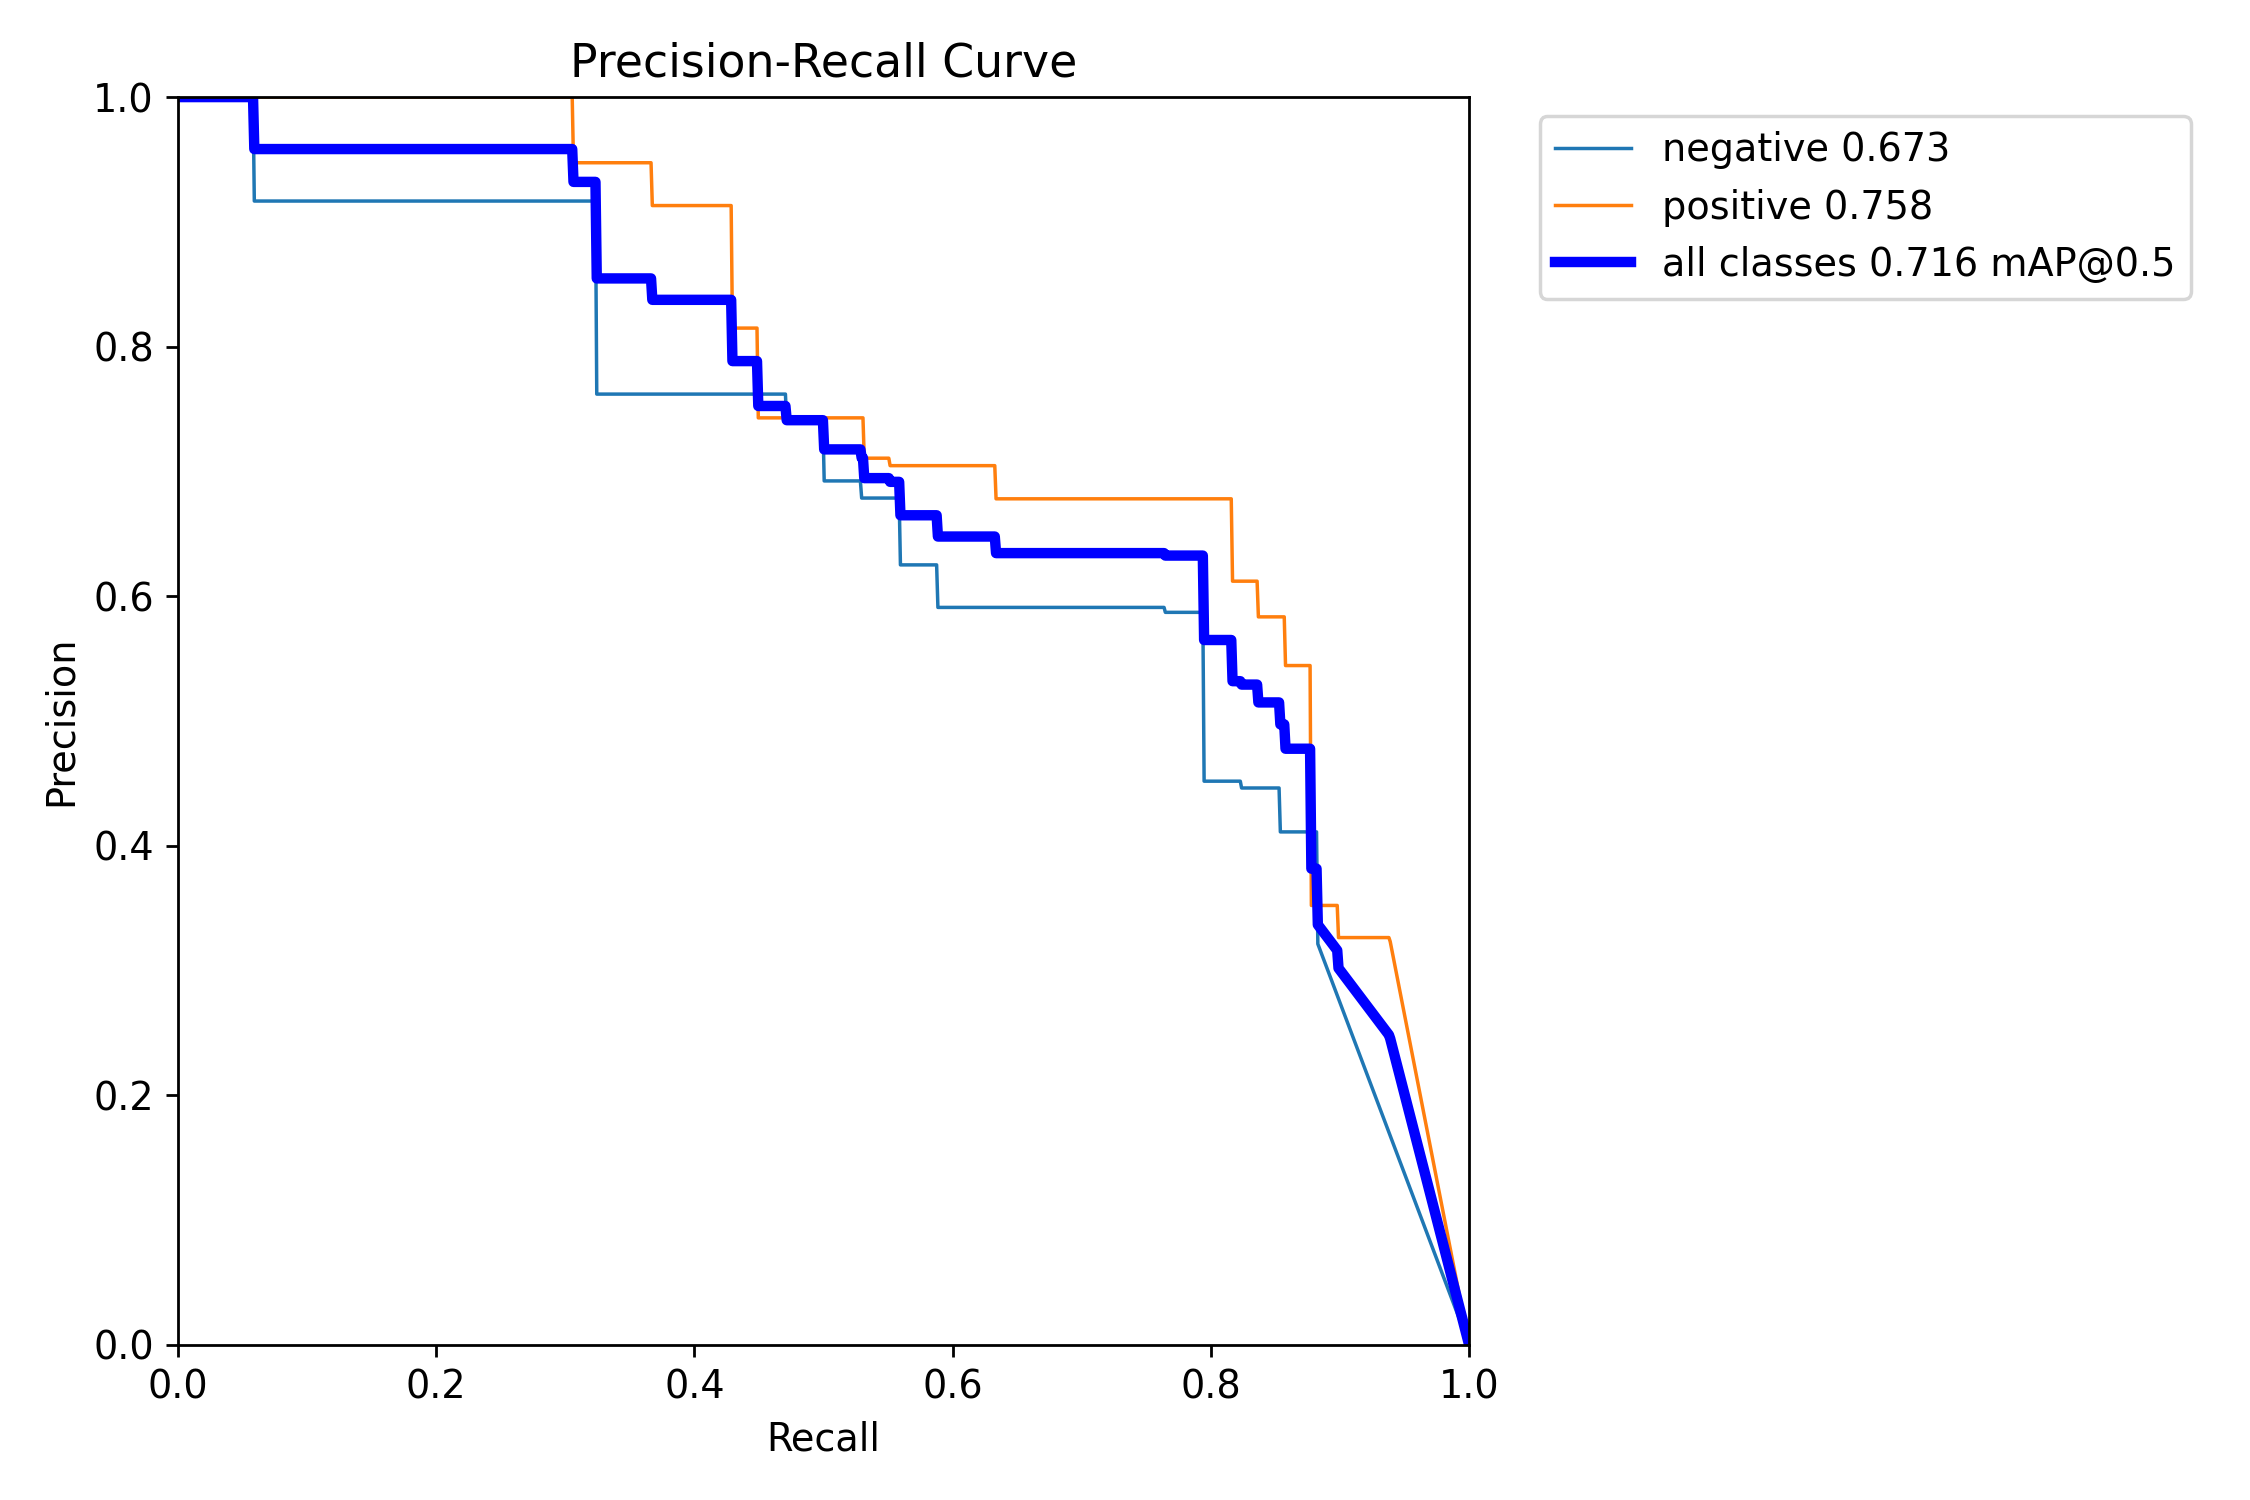 Precision-Recall Curve
negative 0.673
positive 0.758
all classes 0.716 mAP@0.5
Precision
1.0
0.8
0.6
0.4
0.2
0.0
0.0 0.2 0.4 0.6 0.8 1.0
Recall